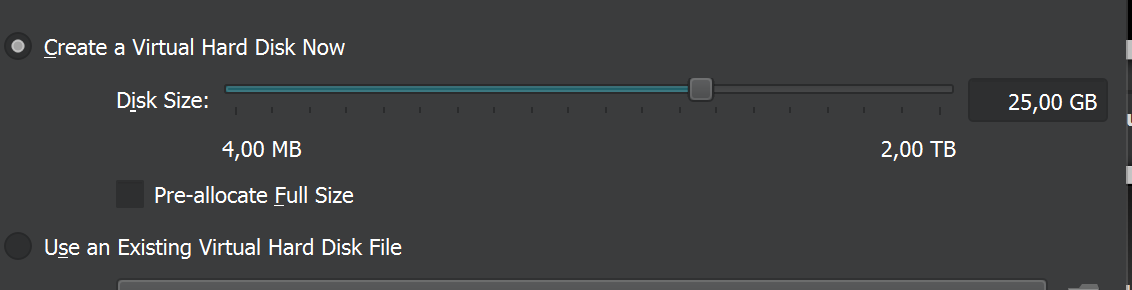 Create a Virtual Hard Disk Now
Disk Size:
25,00 GB
4,00 MB
2,00 TB
Pre-allocate Full Size
Use an Existing Virtual Hard Disk File